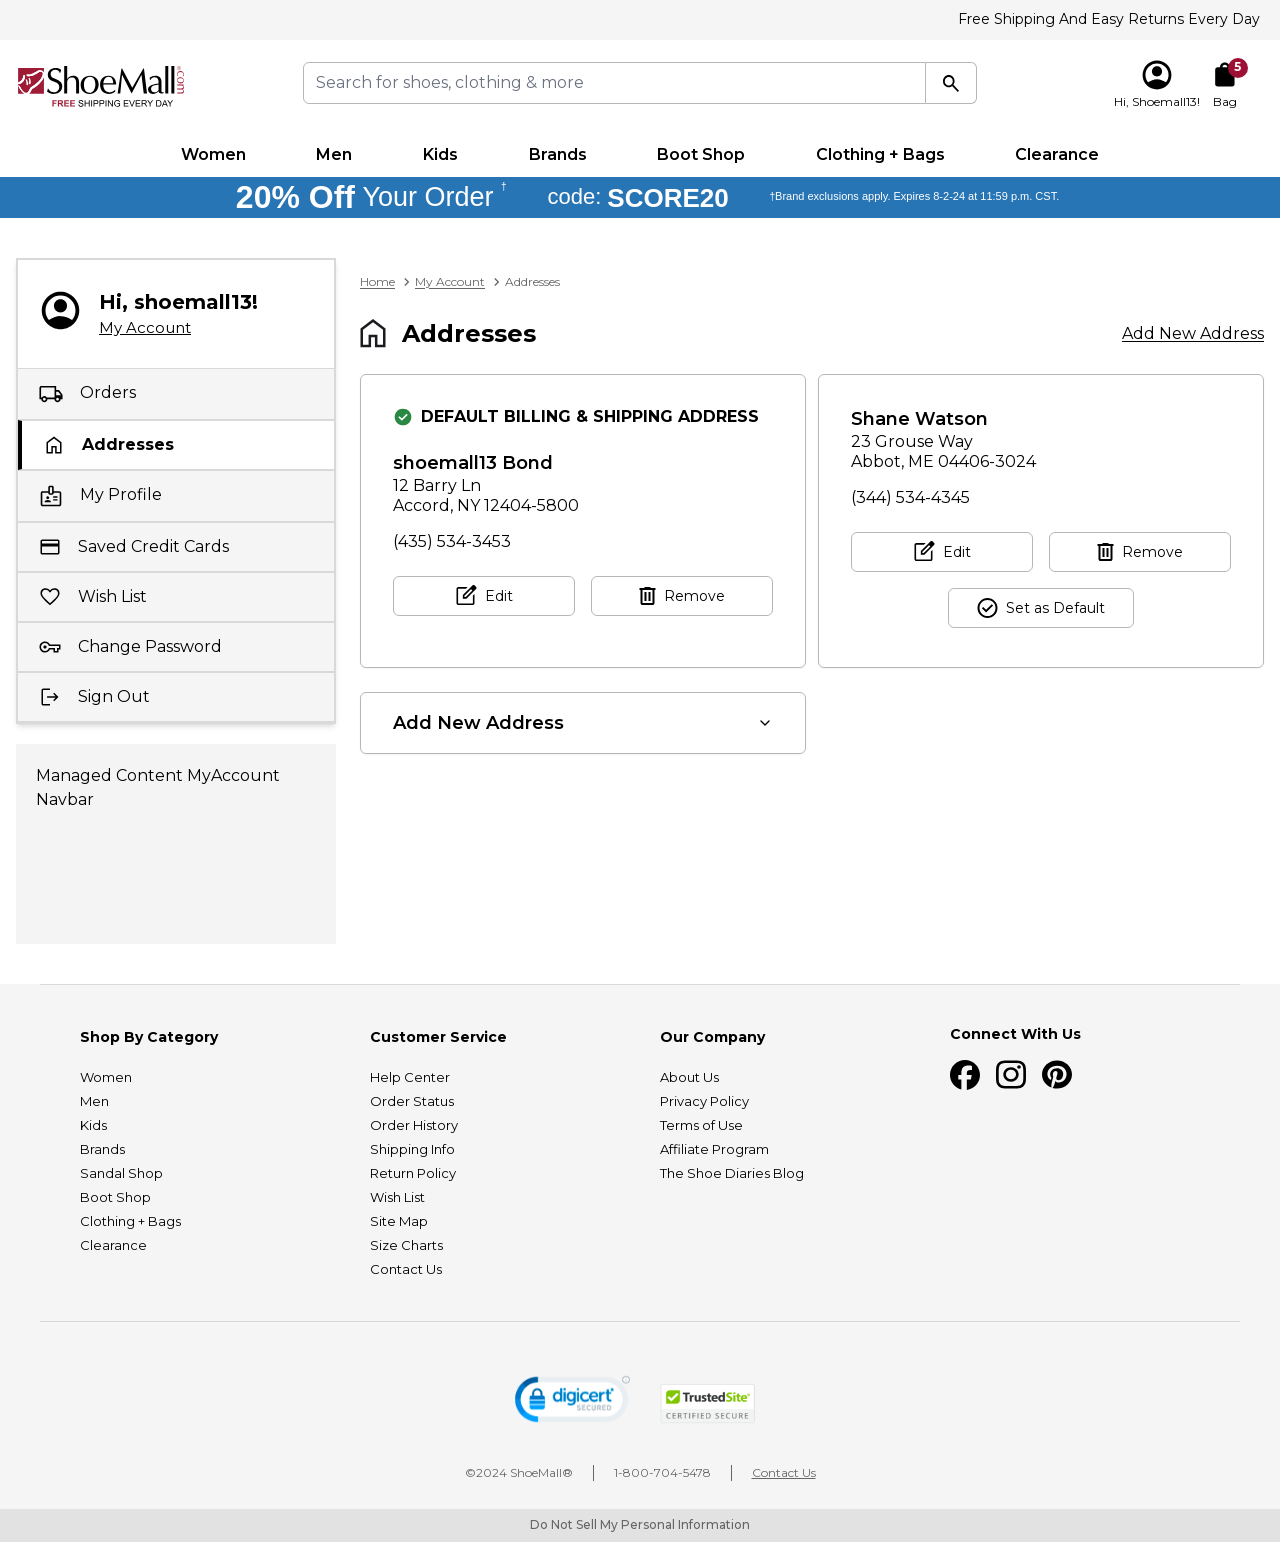 Free Shipping And Easy Returns Every Day
ShoeMall.com
FREE SHIPPING EVERY DAY
Search for shoes, clothing & more
5
Hi, Shoemall13!
Bag
Women
Men
Kids
Brands
Boot Shop
Clothing + Bags
Clearance
20% Off Your Order †
code: SCORE20
†Brand exclusions apply. Expires 8-2-24 at 11:59 p.m. CST.
Hi, shoemall13!
My Account
Orders
Addresses
My Profile
Saved Credit Cards
Wish List
Change Password
Sign Out
Managed Content MyAccount
Navbar
Home
My Account
Addresses
Addresses
Add New Address
DEFAULT BILLING & SHIPPING ADDRESS
shoemall13 Bond
12 Barry Ln
Accord, NY 12404-5800
(435) 534-3453
Edit
Remove
Shane Watson
23 Grouse Way
Abbot, ME 04406-3024
(344) 534-4345
Edit
Remove
Set as Default
Add New Address
Shop By Category
Women
Men
Kids
Brands
Sandal Shop
Boot Shop
Clothing + Bags
Clearance
Customer Service
Help Center
Order Status
Order History
Shipping Info
Return Policy
Wish List
Site Map
Size Charts
Contact Us
Our Company
About Us
Privacy Policy
Terms of Use
Affiliate Program
The Shoe Diaries Blog
Connect With Us
digicert
SECURED
TrustedSite
CERTIFIED SECURE
©2024 ShoeMall®
1-800-704-5478
Contact Us
Do Not Sell My Personal Information